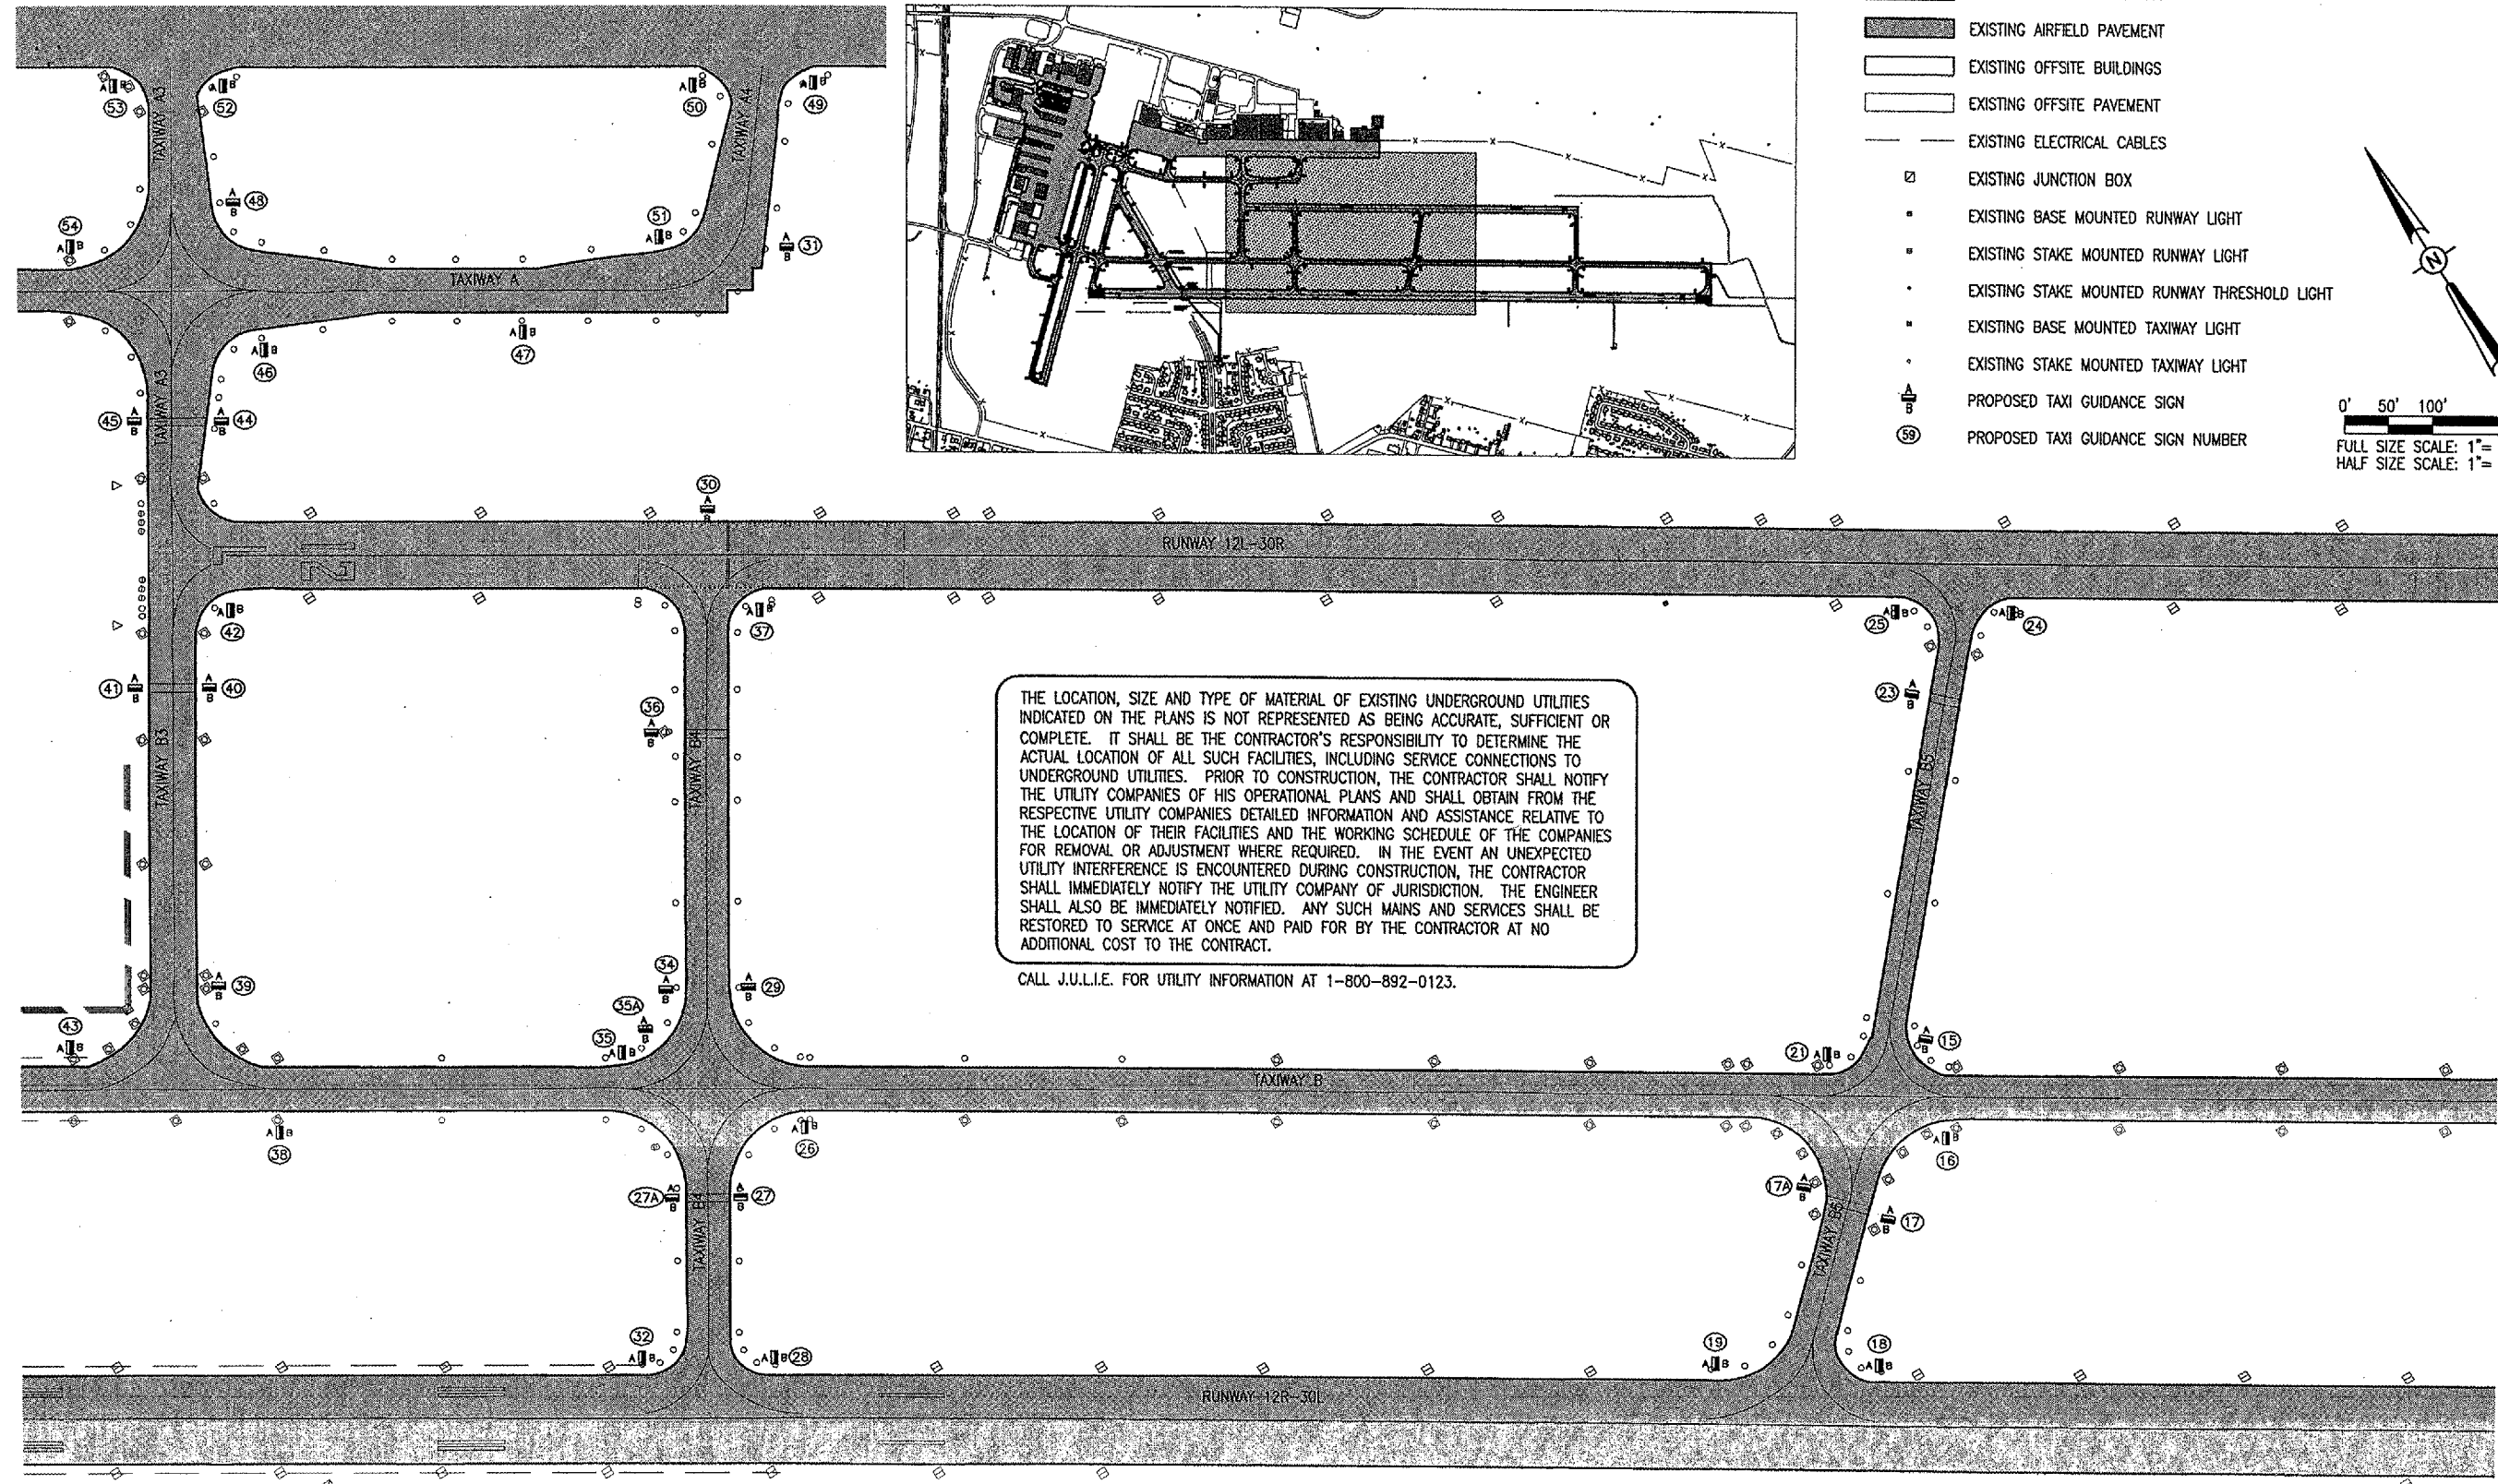 EXISTING AIRFIELD PAVEMENT
EXISTING OFFSITE BUILDINGS
EXISTING OFFSITE PAVEMENT
EXISTING ELECTRICAL CABLES
EXISTING JUNCTION BOX
EXISTING BASE MOUNTED RUNWAY LIGHT
EXISTING STAKE MOUNTED RUNWAY LIGHT
EXISTING STAKE MOUNTED RUNWAY THRESHOLD LIGHT
EXISTING BASE MOUNTED TAXIWAY LIGHT
EXISTING STAKE MOUNTED TAXIWAY LIGHT
A
B
PROPOSED TAXI GUIDANCE SIGN
59 PROPOSED TAXI GUIDANCE SIGN NUMBER
N
0' 50' 100'
FULL SIZE SCALE: 1"=
HALF SIZE SCALE: 1"=
A B 53
TAXIWAY A3
A B 52
A B 50
TAXIWAY A4
A B 49
A B 48
A B 54
A B 51
A B 31
TAXIWAY A
A B 46
A B 47
TAXIWAY A3
45 A B
A B 44
30 A B
RUNWAY 12L-30R
A B 42
A B 37
25 A B
A B 24
41 A B
A B 40
36 A B
23 A B
TAXIWAY B3
TAXIWAY B4
TAXIWAY B5
THE LOCATION, SIZE AND TYPE OF MATERIAL OF EXISTING UNDERGROUND UTILITIES
INDICATED ON THE PLANS IS NOT REPRESENTED AS BEING ACCURATE, SUFFICIENT OR
COMPLETE. IT SHALL BE THE CONTRACTOR'S RESPONSIBILITY TO DETERMINE THE
ACTUAL LOCATION OF ALL SUCH FACILITIES, INCLUDING SERVICE CONNECTIONS TO
UNDERGROUND UTILITIES. PRIOR TO CONSTRUCTION, THE CONTRACTOR SHALL NOTIFY
THE UTILITY COMPANIES OF HIS OPERATIONAL PLANS AND SHALL OBTAIN FROM THE
RESPECTIVE UTILITY COMPANIES DETAILED INFORMATION AND ASSISTANCE RELATIVE TO
THE LOCATION OF THEIR FACILITIES AND THE WORKING SCHEDULE OF THE COMPANIES
FOR REMOVAL OR ADJUSTMENT WHERE REQUIRED. IN THE EVENT AN UNEXPECTED
UTILITY INTERFERENCE IS ENCOUNTERED DURING CONSTRUCTION, THE CONTRACTOR
SHALL IMMEDIATELY NOTIFY THE UTILITY COMPANY OF JURISDICTION. THE ENGINEER
SHALL ALSO BE IMMEDIATELY NOTIFIED. ANY SUCH MAINS AND SERVICES SHALL BE
RESTORED TO SERVICE AT ONCE AND PAID FOR BY THE CONTRACTOR AT NO
ADDITIONAL COST TO THE CONTRACT.
CALL J.U.L.I.E. FOR UTILITY INFORMATION AT 1-800-892-0123.
A B 39
34 A B
A B 29
35A A B
35 A B
43 A B
21 A B
A B 15
TAXIWAY B
A B 38
A B 26
A B 16
27A A B
A B 27
17A A B
A B 17
TAXIWAY B4
TAXIWAY B5
32 A B
A B 28
19 A B
18 A B
RUNWAY 12R-30L